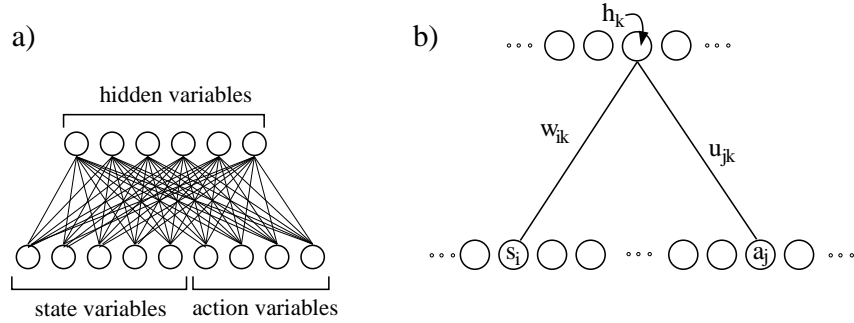 a)
hidden variables
state variables
action variables
b)
h_k
w_ik
u_jk
s_i
a_j